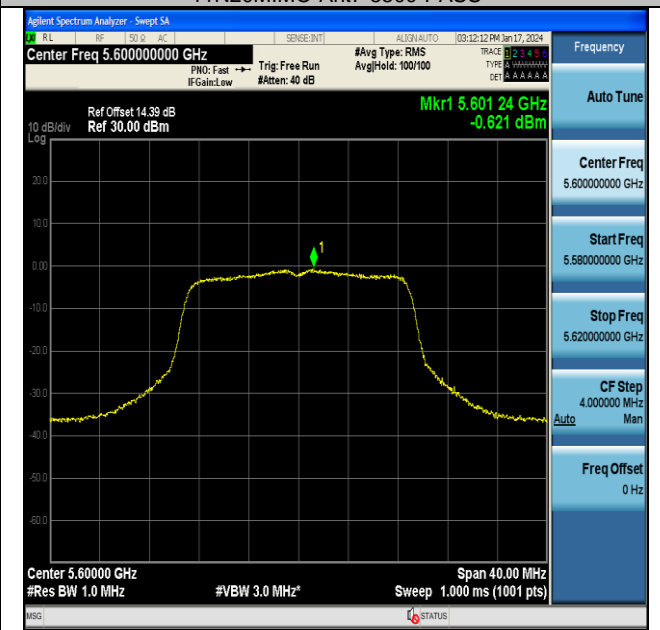 Agilent Spectrum Analyzer - Swept SA
RL RF 50 Ω AC SENSE:INT ALIGN AUTO 03:12:12 PM Jan 17, 2024
Center Freq 5.600000000 GHz
PNO: Fast Trig: Free Run
IFGain:Low #Atten: 40 dB
#Avg Type: RMS
Avg|Hold: 100/100
TRACE 1 2 3 4 5 6
TYPE A WWWWW
DET A A A A A A
Ref Offset 14.39 dB
10 dB/div Ref 30.00 dBm
Log
Mkr1 5.601 24 GHz
-0.621 dBm
20.0
10.0
0.00
-10.0
-20.0
-30.0
-40.0
-50.0
-60.0
1
Center 5.60000 GHz Span 40.00 MHz
#Res BW 1.0 MHz #VBW 3.0 MHz* Sweep 1.000 ms (1001 pts)
MSG STATUS
Frequency
Auto Tune
Center Freq
5.600000000 GHz
Start Freq
5.580000000 GHz
Stop Freq
5.620000000 GHz
CF Step
4.000000 MHz
Auto Man
Freq Offset
0 Hz